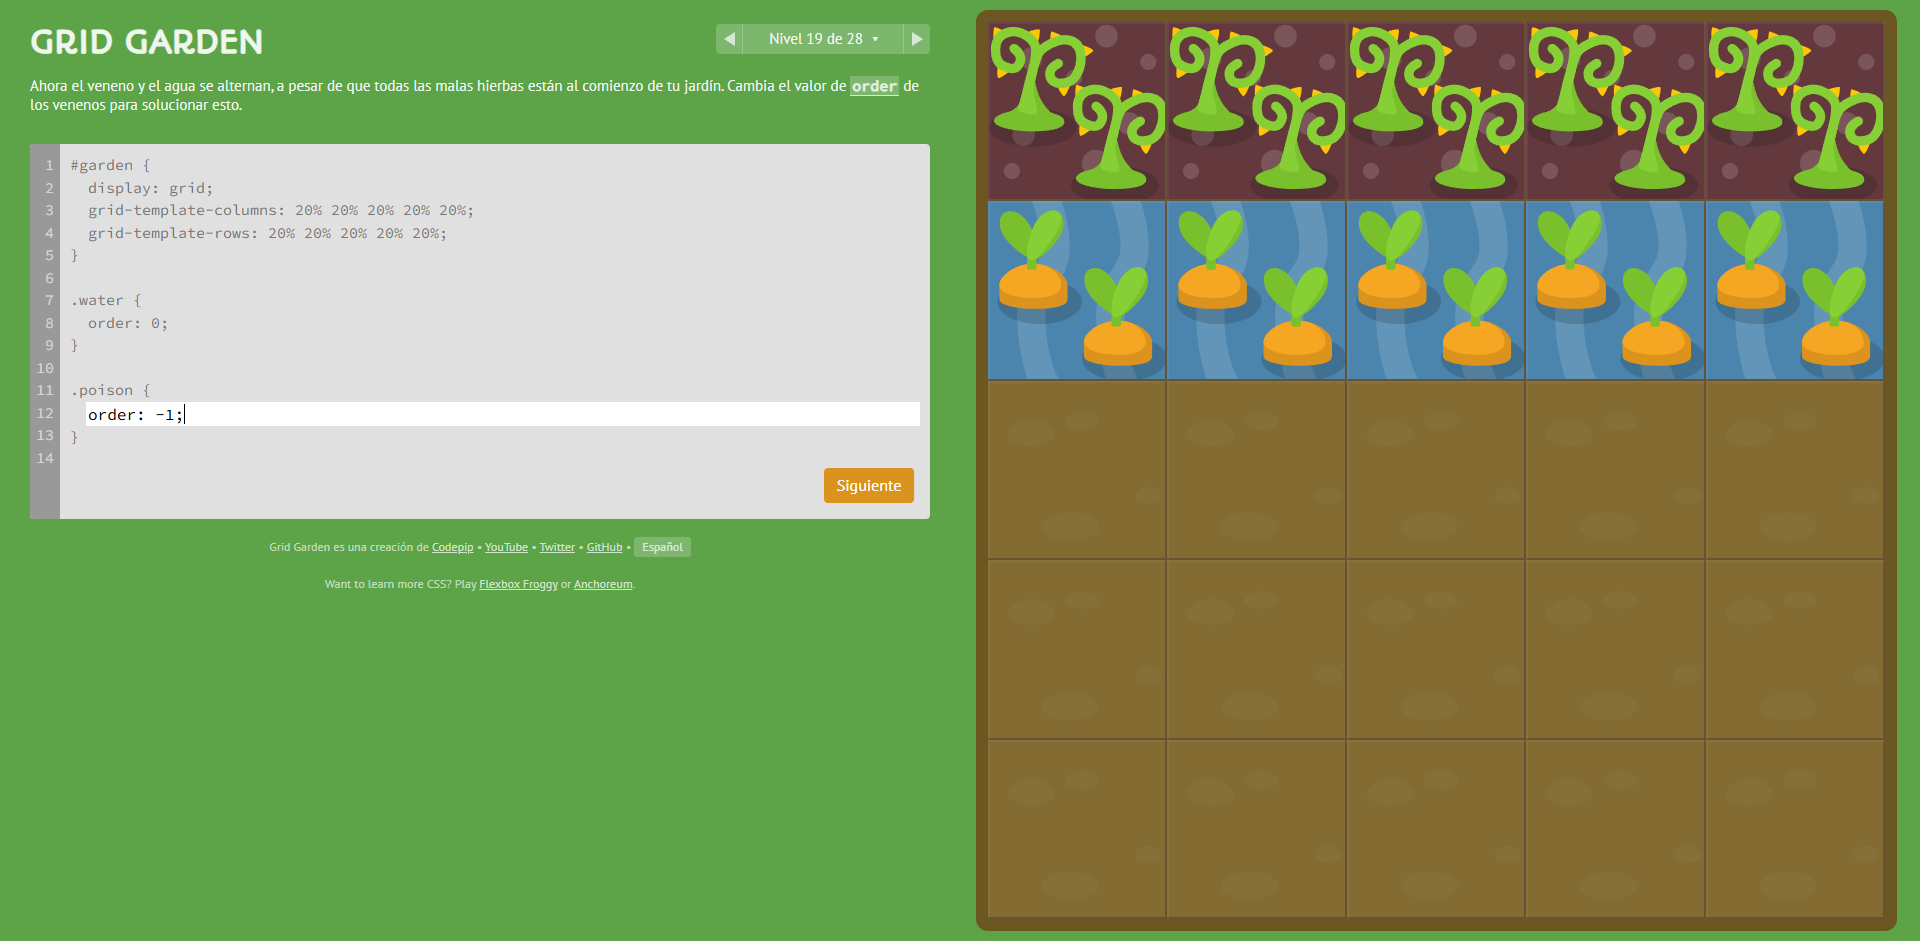 GRID GARDEN
Nivel 19 de 28
Ahora el veneno y el agua se alternan, a pesar de que todas las malas hierbas están al comienzo de tu jardín. Cambia el valor de order de
los venenos para solucionar esto.
1 #garden {
2 display: grid;
3 grid-template-columns: 20% 20% 20% 20% 20%;
4 grid-template-rows: 20% 20% 20% 20% 20%;
5 }
6
7 .water {
8 order: 0;
9 }
10
11 .poison {
12 order: -1;
13 }
14
Siguiente
Grid Garden es una creación de Codepip • YouTube • Twitter • GitHub • Español
Want to learn more CSS? Play Flexbox Froggy or Anchoreum.